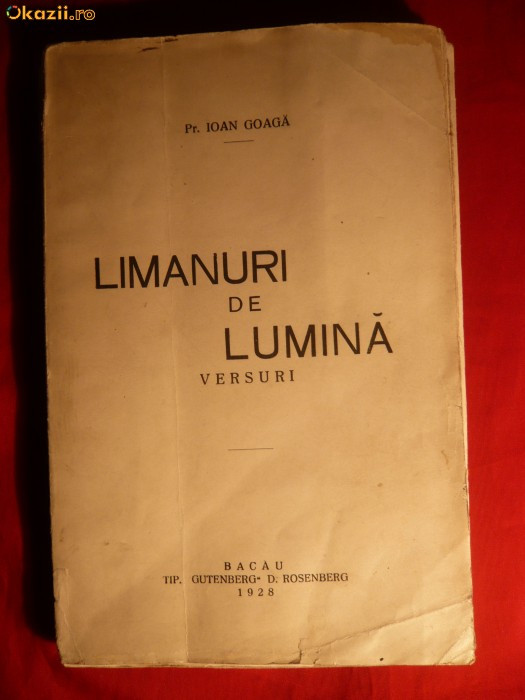 Okazii.ro
Pr. IOAN GOAGĂ
LIMANURI
DE
LUMINĂ
VERSURI
BACĂU
TIP. GUTENBERG" D. ROSENBERG
1928